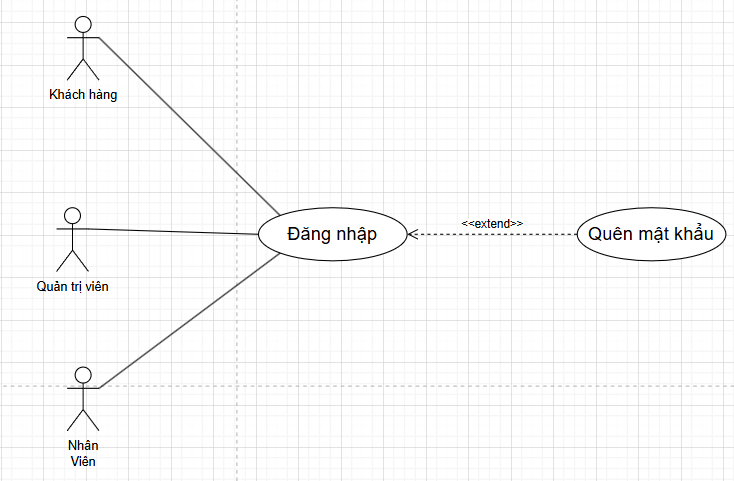 Khách hàng
Đăng nhập
<<extend>>
Quên mật khẩu
Quản trị viên
Nhân
Viên